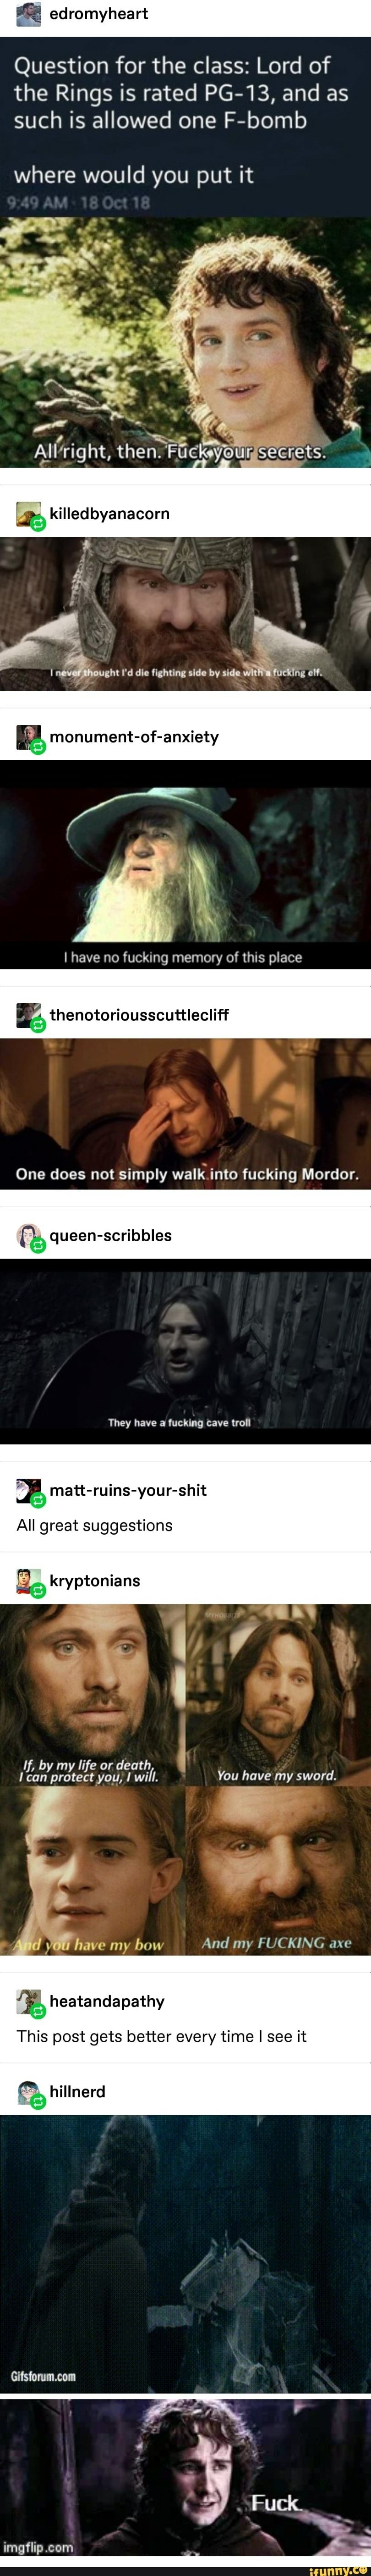 edromyheart
Question for the class: Lord of
the Rings is rated PG-13, and as
such is allowed one F-bomb
where would you put it
9:49 AM · 18 Oct 18
All right, then. Fuck your secrets.
killedbyanacorn
I never thought I'd die fighting side by side with a fucking elf.
monument-of-anxiety
I have no fucking memory of this place
thenotoriousscuttlecliff
One does not simply walk into fucking Mordor.
queen-scribbles
They have a fucking cave troll
matt-ruins-your-shit
All great suggestions
kryptonians
If, by my life or death,
I can protect you, I will.
You have my sword.
And you have my bow
And my FUCKING axe
heatandapathy
This post gets better every time I see it
hillnerd
Gifsforum.com
Fuck.
imgflip.com
ifunny.co